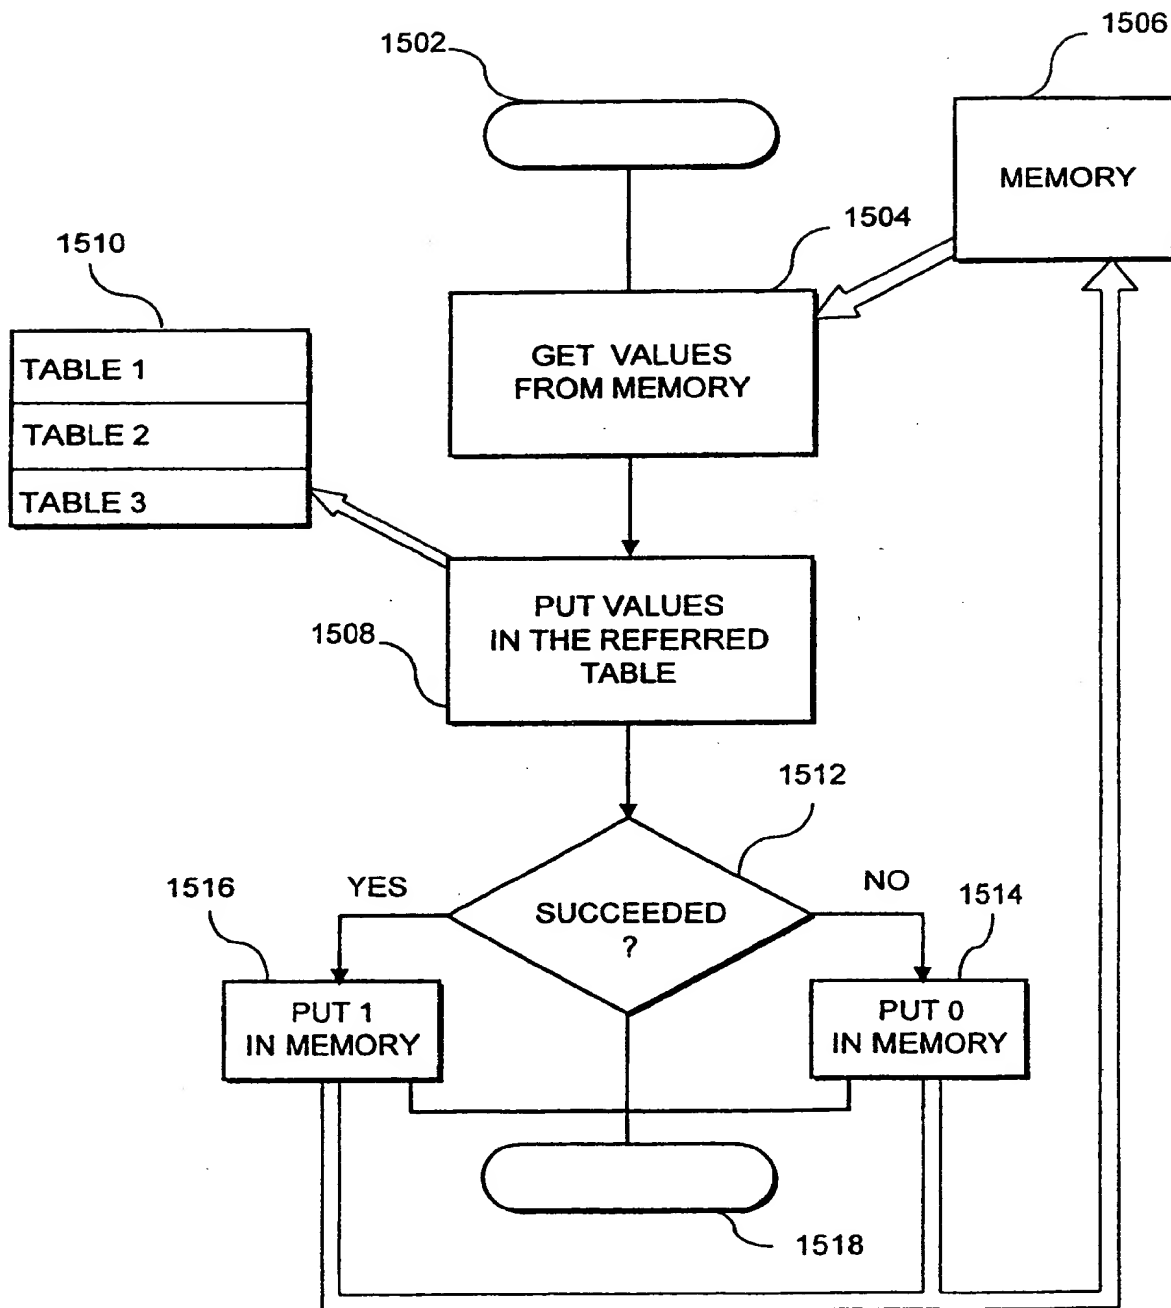 1502
1506
MEMORY
1504
1510
TABLE 1
TABLE 2
TABLE 3
GET VALUES
FROM MEMORY
1508
PUT VALUES
IN THE REFERRED
TABLE
1512
YES
NO
SUCCEEDED
?
1516
1514
PUT 1
IN MEMORY
PUT 0
IN MEMORY
1518